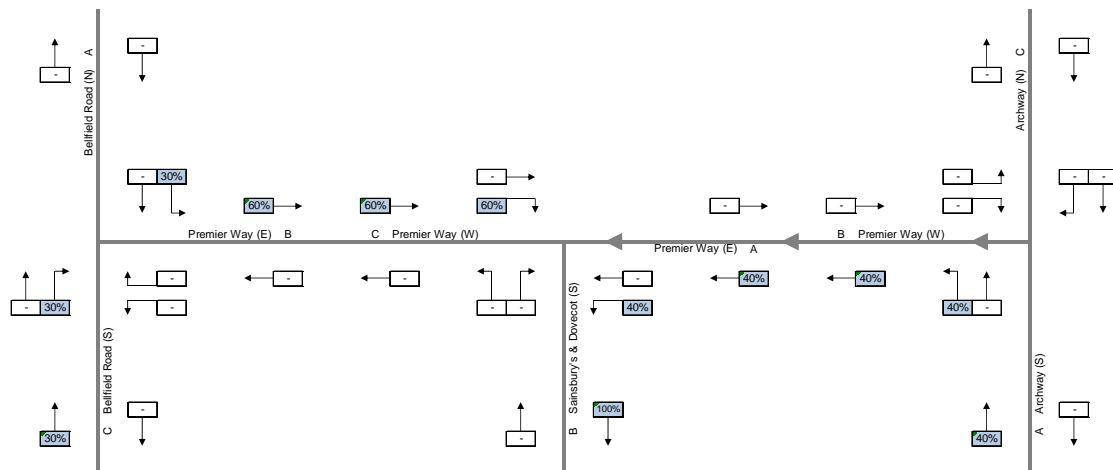 -
-
A
Bellfield Road (N)
-
-
C
Archway (N)
- 30%
60%
60%
-
60%
-
-
-
-
- -
Premier Way (E) B
C Premier Way (W)
Premier Way (E) A
B Premier Way (W)
- 30%
-
-
-
-
- -
-
40%
40%
40%
40% -
C Bellfield Road (S)
B Sainsbury's & Dovecot (S)
A Archway (S)
30%
-
-
100%
40%
-